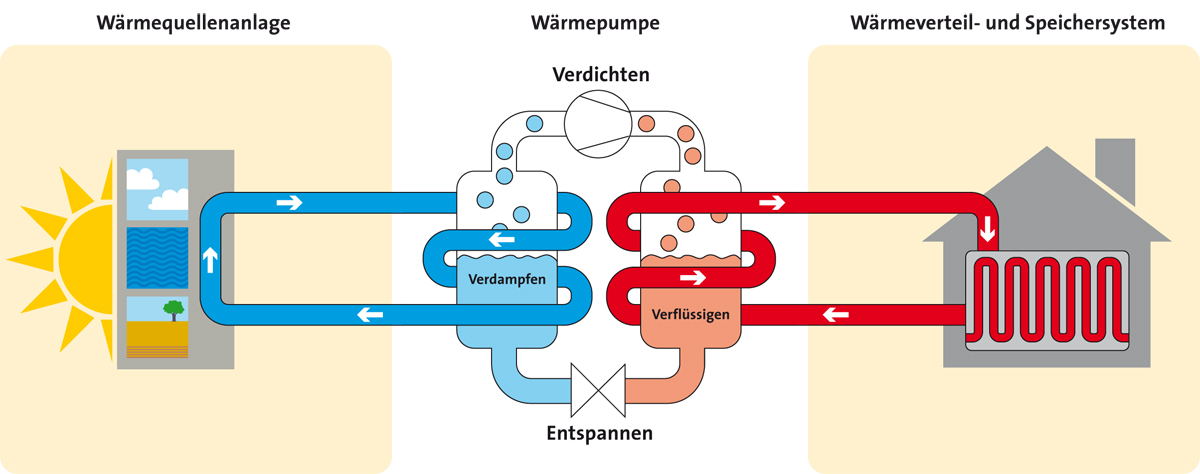 Wärmequellenanlage
Wärmepumpe
Wärmeverteil- und Speichersystem
Verdichten
Verdampfen
Verflüssigen
Entspannen